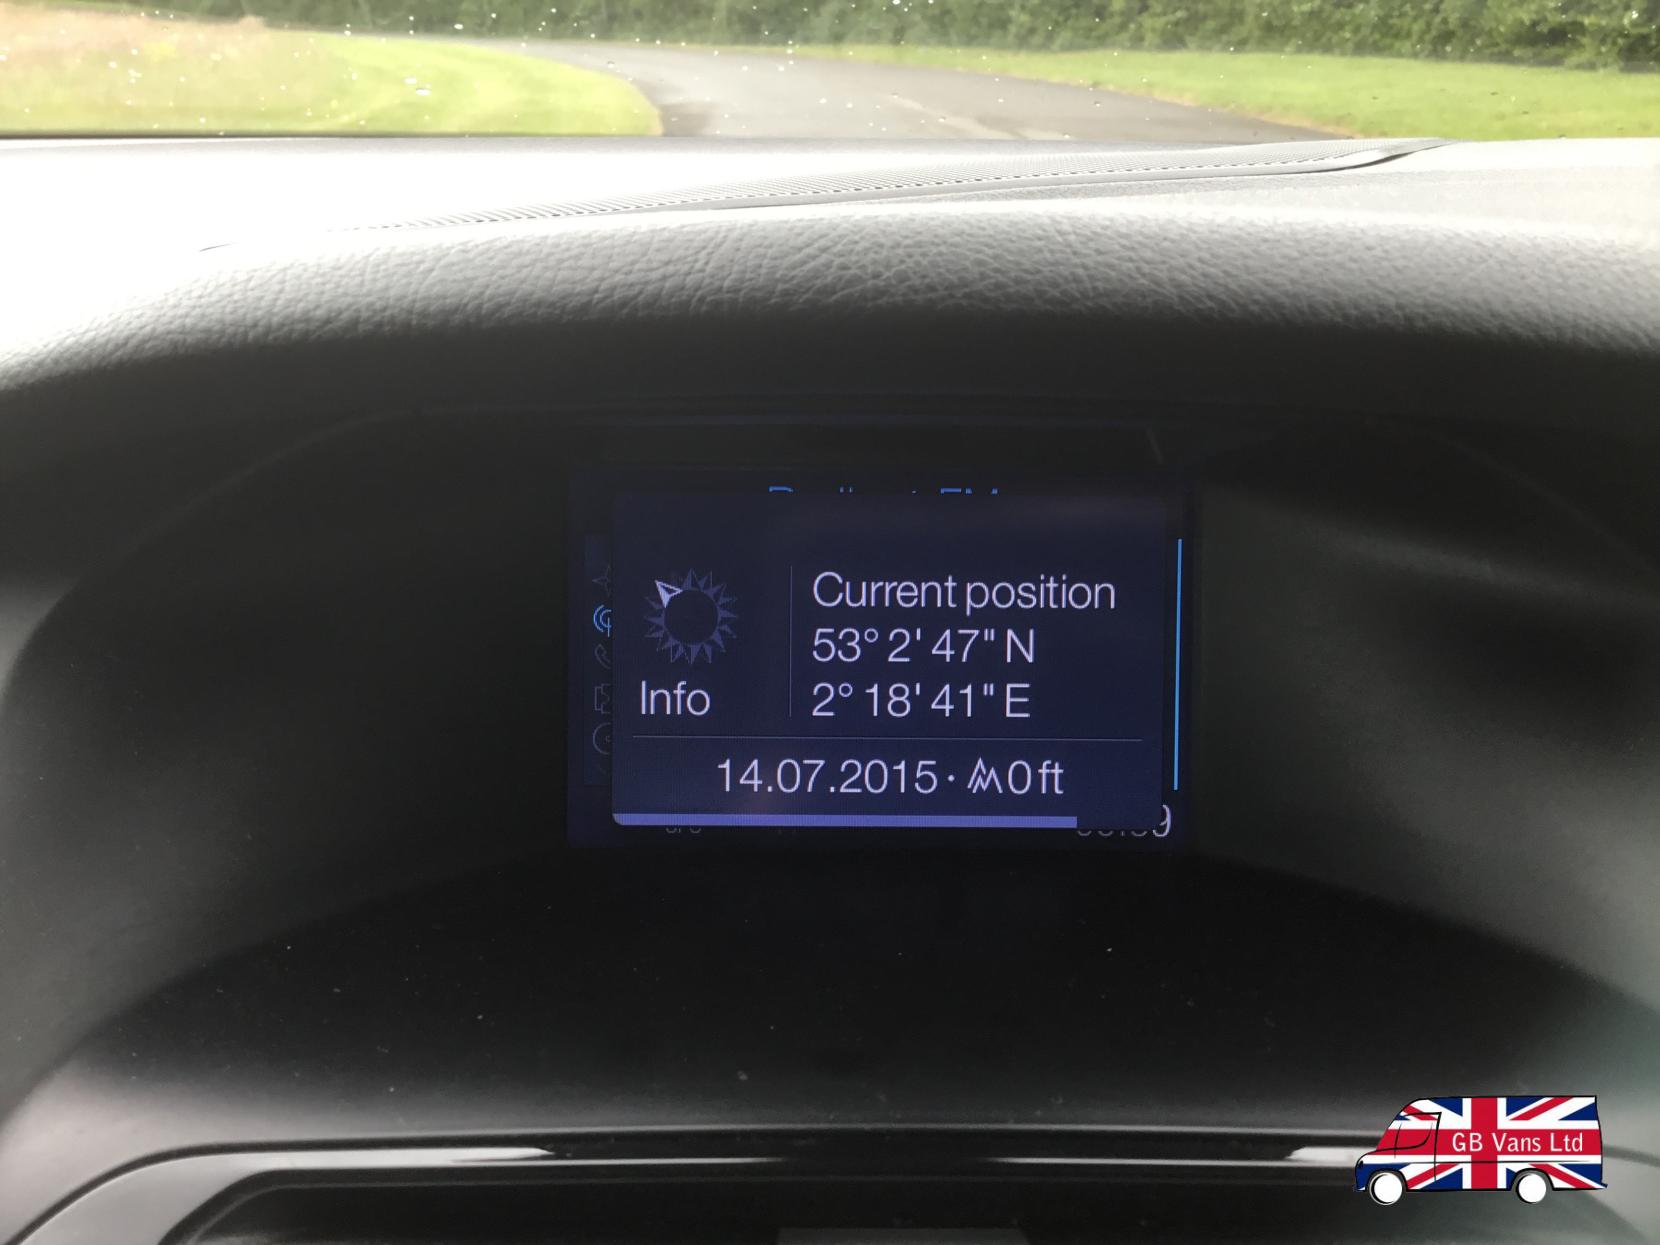 Current position
53° 2' 47" N
2° 18' 41" E
Info
14.07.2015 · 0 ft
GB Vans Ltd